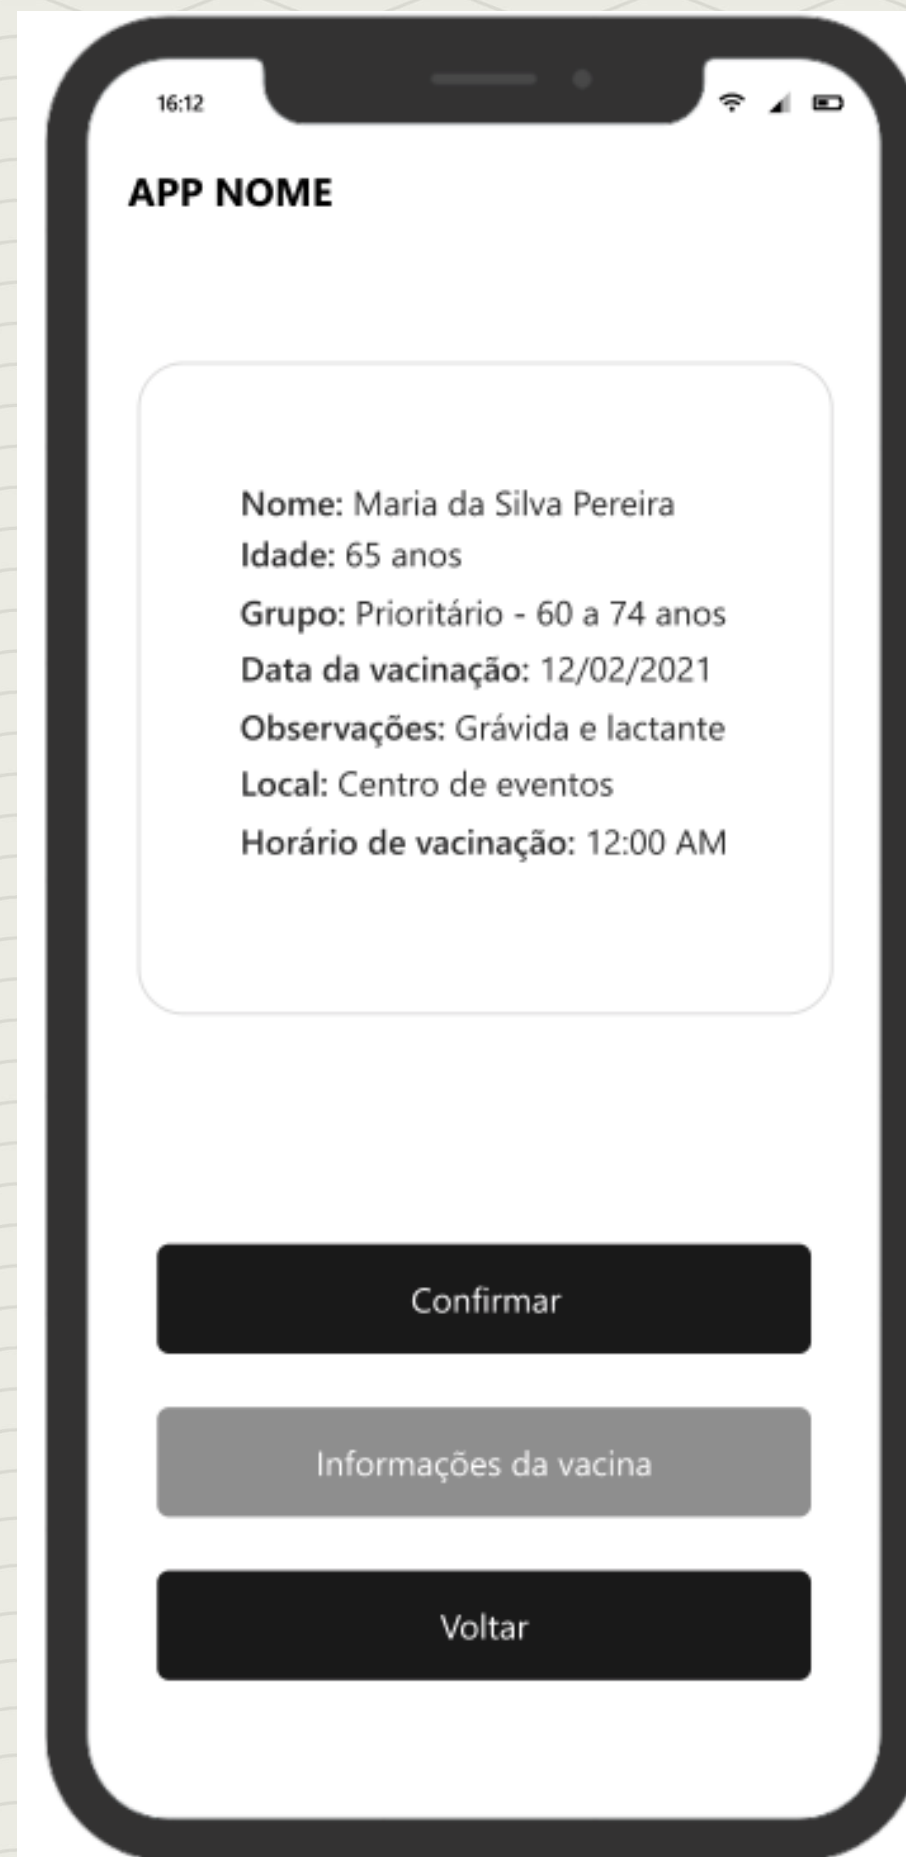 16:12
APP NOME
Nome: Maria da Silva Pereira
Idade: 65 anos
Grupo: Prioritário - 60 a 74 anos
Data da vacinação: 12/02/2021
Observações: Grávida e lactante
Local: Centro de eventos
Horário de vacinação: 12:00 AM
Confirmar
Informações da vacina
Voltar